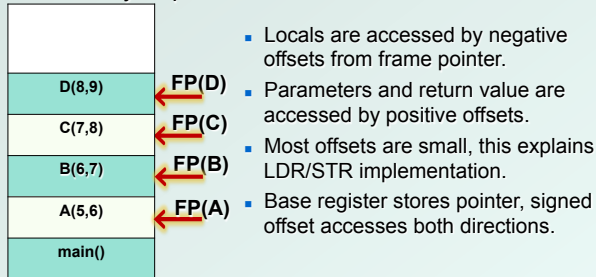 D(8,9)
C(7,8)
B(6,7)
A(5,6)
main()
FP(D)
FP(C)
FP(B)
FP(A)
▪ Locals are accessed by negative
offsets from frame pointer.
▪ Parameters and return value are
accessed by positive offsets.
▪ Most offsets are small, this explains
LDR/STR implementation.
▪ Base register stores pointer, signed
offset accesses both directions.